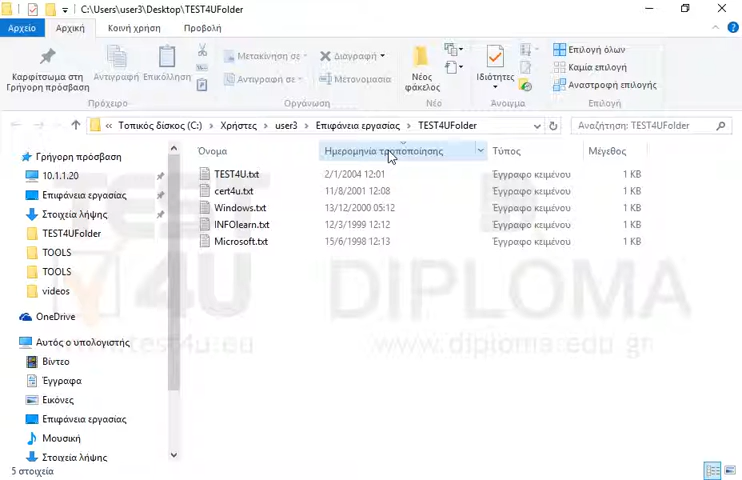 C:\Users\user3\Desktop\TEST4UFolder
Αρχείο Αρχική Κοινή χρήση Προβολή
Καρφίτσωμα στη Γρήγορη πρόσβαση
Αντιγραφή
Επικόλληση
Πρόχειρο
Μετακίνηση σε
Αντιγραφή σε
Διαγραφή
Μετονομασία
Οργάνωση
Νέος φάκελος
Ιδιότητες
Άνοιγμα
Επιλογή όλων
Καμία επιλογή
Αναστροφή επιλογής
Επιλογή
« Τοπικός δίσκος (C:) > Χρήστες > user3 > Επιφάνεια εργασίας > TEST4UFolder
Αναζήτηση: TEST4UFolder
Όνομα Ημερομηνία τροποποίησης Τύπος Μέγεθος
TEST4U.txt 2/1/2004 12:01 Έγγραφο κειμένου 1 KB
cert4u.txt 11/8/2001 12:08 Έγγραφο κειμένου 1 KB
Windows.txt 13/12/2000 05:12 Έγγραφο κειμένου 1 KB
INFOlearn.txt 12/3/1999 12:12 Έγγραφο κειμένου 1 KB
Microsoft.txt 15/6/1998 12:13 Έγγραφο κειμένου 1 KB
Γρήγορη πρόσβαση
10.1.1.20
Επιφάνεια εργασίας
Στοιχεία λήψης
TEST4UFolder
TOOLS
TOOLS
videos
OneDrive
Αυτός ο υπολογιστής
Βίντεο
Έγγραφα
Εικόνες
Επιφάνεια εργασίας
Μουσική
Στοιχεία λήψης
5 στοιχεία
TEST
4U
DIPLOMA
test4u.eu
www.diploma.edu.gr